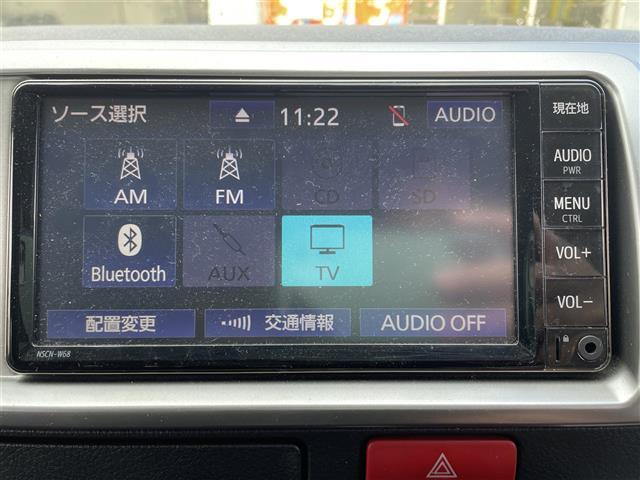 ソース選択 11:22 AUDIO
AM FM CD SD
Bluetooth AUX TV
配置変更 交通情報 AUDIO OFF
NSCN-W68
現在地
AUDIO
PWR
MENU
CTRL
VOL+
VOL-